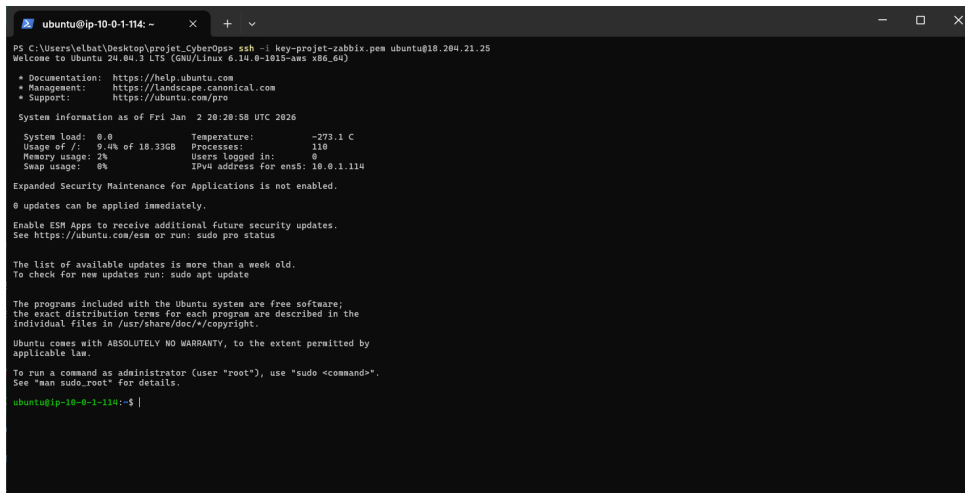 ubuntu@ip-10-0-1-114: ~
PS C:\Users\elbat\Desktop\projet_CyberOps> ssh -i key-projet-zabbix.pem ubuntu@18.204.21.25
Welcome to Ubuntu 24.04.3 LTS (GNU/Linux 6.14.0-1015-aws x86_64)
* Documentation:  https://help.ubuntu.com
* Management:     https://landscape.canonical.com
* Support:        https://ubuntu.com/pro
System information as of Fri Jan  2 20:20:58 UTC 2026
System load:  0.0               Temperature:           -273.1 C
Usage of /:   9.4% of 18.33GB   Processes:             110
Memory usage: 2%                Users logged in:       0
Swap usage:   0%                IPv4 address for ens5: 10.0.1.114
Expanded Security Maintenance for Applications is not enabled.
0 updates can be applied immediately.
Enable ESM Apps to receive additional future security updates.
See https://ubuntu.com/esm or run: sudo pro status
The list of available updates is more than a week old.
To check for new updates run: sudo apt update
The programs included with the Ubuntu system are free software;
the exact distribution terms for each program are described in the
individual files in /usr/share/doc/*/copyright.
Ubuntu comes with ABSOLUTELY NO WARRANTY, to the extent permitted by
applicable law.
To run a command as administrator (user "root"), use "sudo <command>".
See "man sudo_root" for details.
ubuntu@ip-10-0-1-114:~$